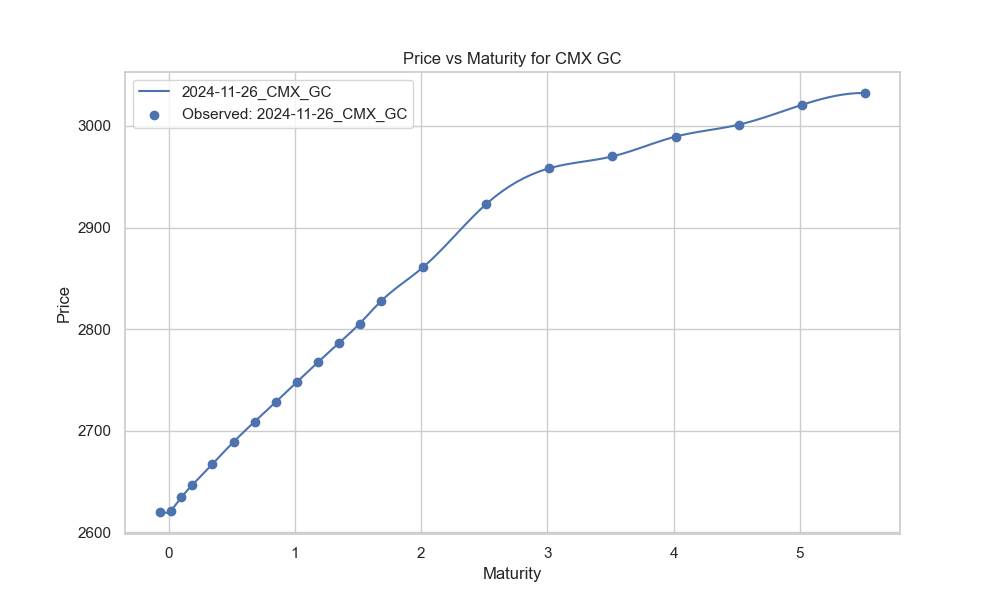 Price vs Maturity for CMX GC
2024-11-26_CMX_GC
Observed: 2024-11-26_CMX_GC
Price
3000
2900
2800
2700
2600
0 1 2 3 4 5
Maturity